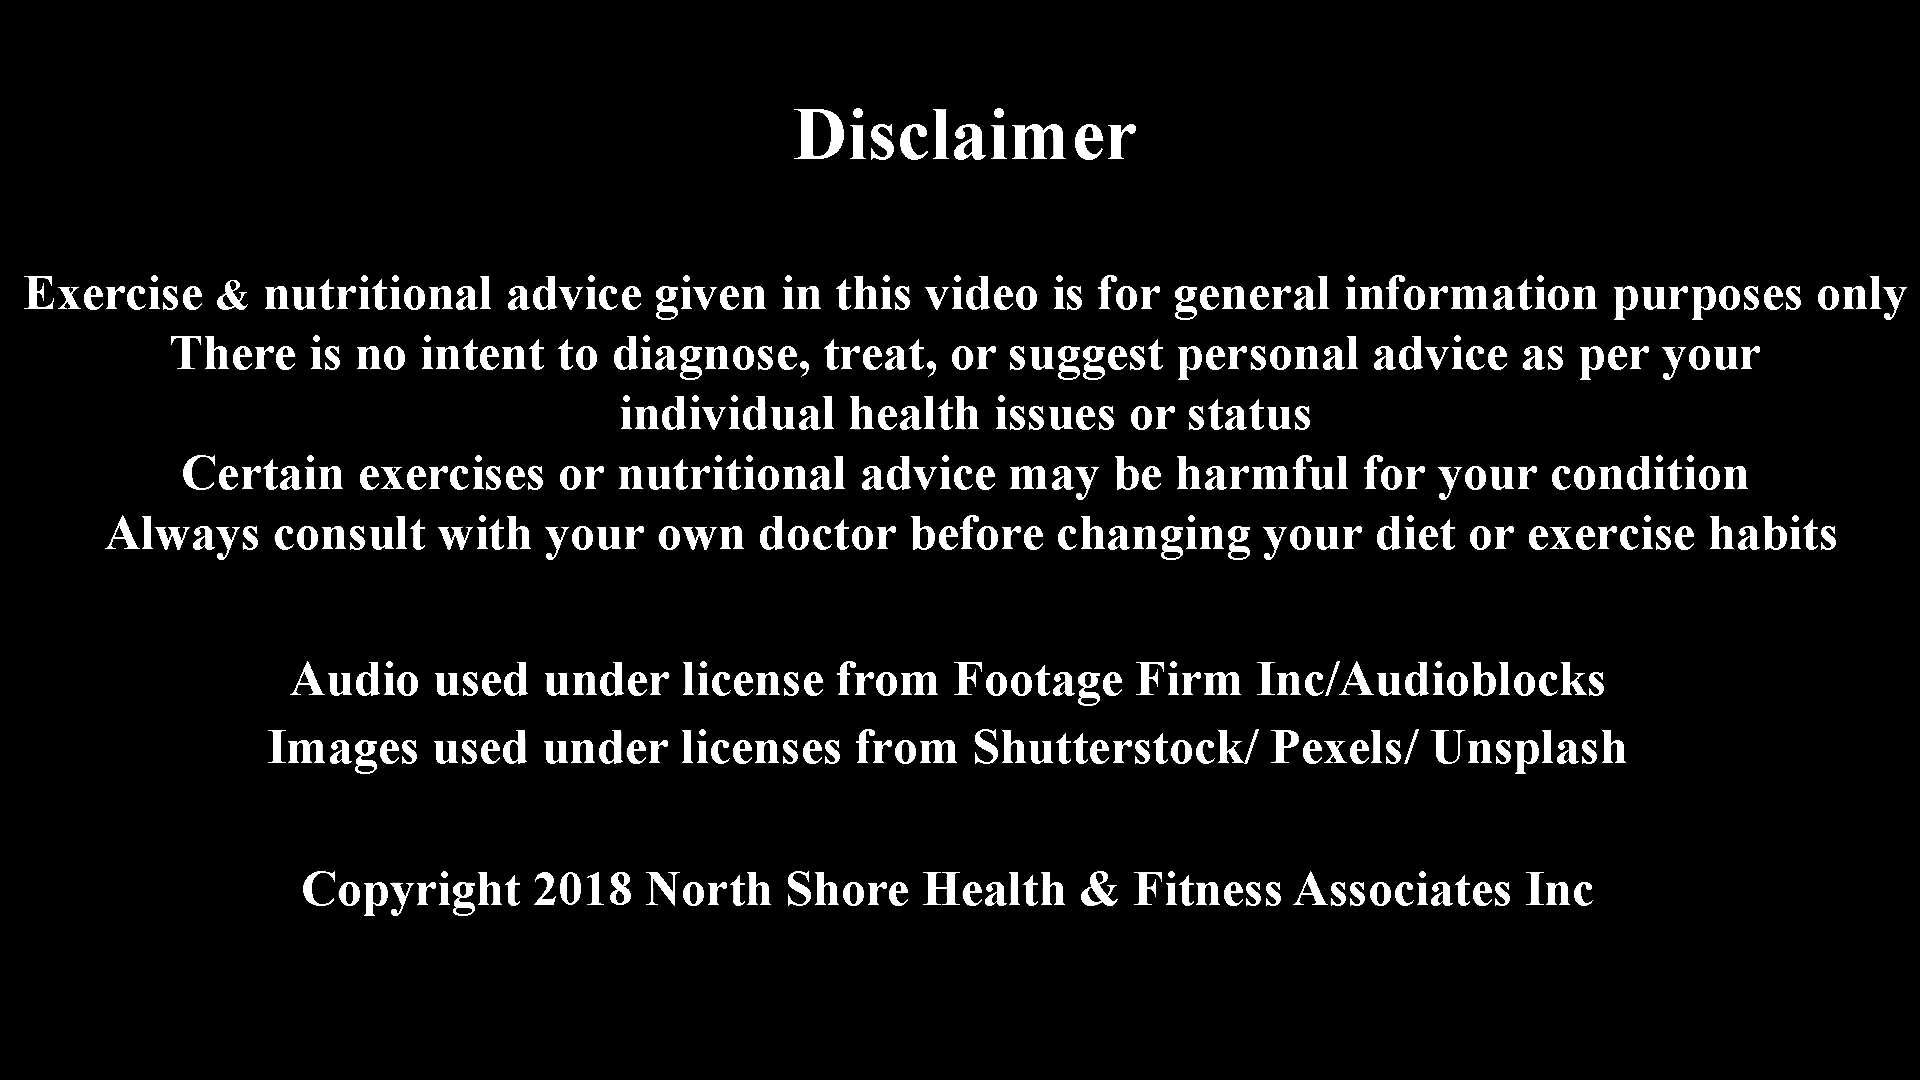 Disclaimer
Exercise & nutritional advice given in this video is for general information purposes only
There is no intent to diagnose, treat, or suggest personal advice as per your
individual health issues or status
Certain exercises or nutritional advice may be harmful for your condition
Always consult with your own doctor before changing your diet or exercise habits
Audio used under license from Footage Firm Inc/Audioblocks
Images used under licenses from Shutterstock/ Pexels/ Unsplash
Copyright 2018 North Shore Health & Fitness Associates Inc